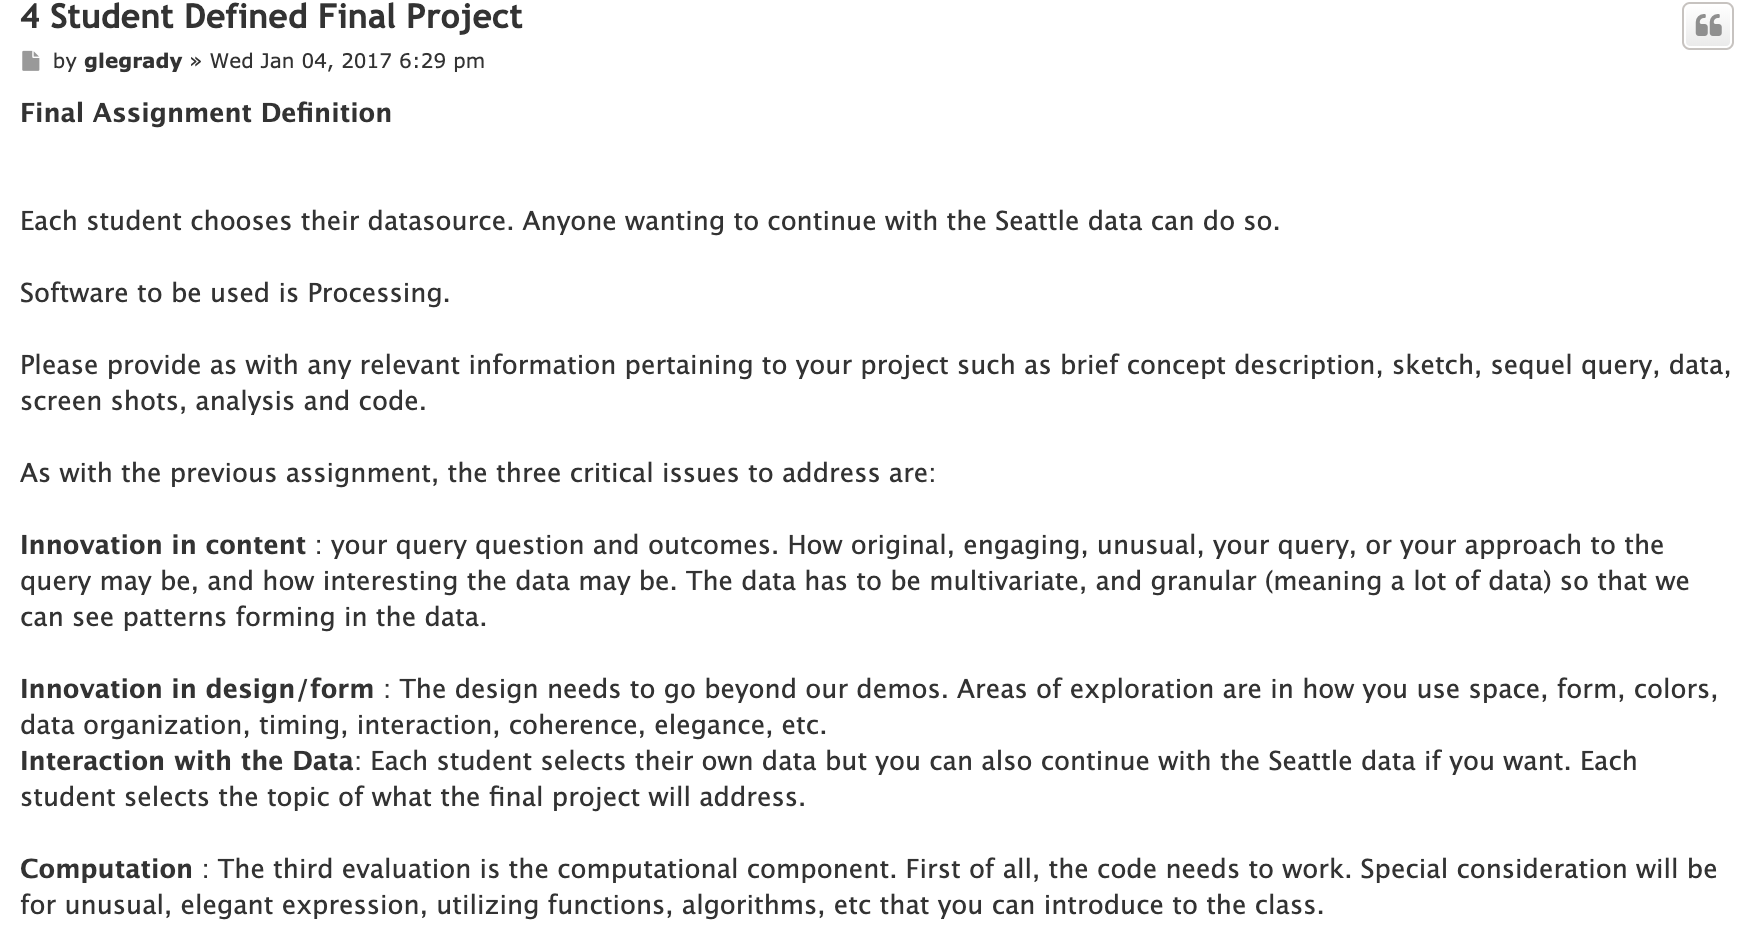 4 Student Defined Final Project
by glegrady » Wed Jan 04, 2017 6:29 pm
Final Assignment Definition
Each student chooses their datasource. Anyone wanting to continue with the Seattle data can do so.
Software to be used is Processing.
Please provide as with any relevant information pertaining to your project such as brief concept description, sketch, sequel query, data,
screen shots, analysis and code.
As with the previous assignment, the three critical issues to address are:
Innovation in content : your query question and outcomes. How original, engaging, unusual, your query, or your approach to the
query may be, and how interesting the data may be. The data has to be multivariate, and granular (meaning a lot of data) so that we
can see patterns forming in the data.
Innovation in design/form : The design needs to go beyond our demos. Areas of exploration are in how you use space, form, colors,
data organization, timing, interaction, coherence, elegance, etc.
Interaction with the Data: Each student selects their own data but you can also continue with the Seattle data if you want. Each
student selects the topic of what the final project will address.
Computation : The third evaluation is the computational component. First of all, the code needs to work. Special consideration will be
for unusual, elegant expression, utilizing functions, algorithms, etc that you can introduce to the class.